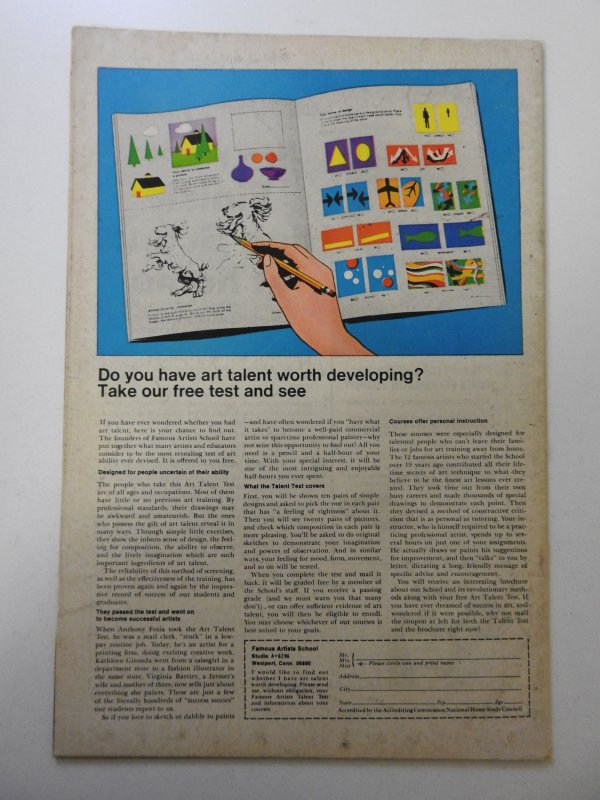 Do you have art talent worth developing?
Take our free test and see
If you have ever wondered whether you had
art talent, here is your chance to find out.
The founders of Famous Artists School have
put together what many artists and educators
consider to be the most revealing test of art
ability ever devised. It is offered to you free.
Designed for people uncertain of their ability
The people who take this Art Talent Test
are of all ages and occupations. Most of them
have little or no previous art training. By
professional standards, their drawings may
be awkward and amateurish. But the ones
who possess the gift of art talent reveal it in
many ways. Through simple little exercises,
they show the inborn sense of design, the feel-
ing for composition, the ability to observe,
and the lively imagination which are such
important ingredients of art talent.
The reliability of this method of screening,
as well as the effectiveness of the training, has
been proven again and again by the impres-
sive record of success of our students and
graduates.
They passed the test and went on
to become successful artists
When Anthony Fozia took the Art Talent
Test, he was a mail clerk, "stuck" in a low-
pay routine job. Today, he's an artist for a
printing firm, doing exciting creative work.
Kathleen Gironda went from a salesgirl in a
department store to a fashion illustrator in
the same store. Virginia Bartter, a farmer's
wife and mother of three, now sells just about
everything she paints. These are just a few
of the literally hundreds of "success stories"
our students report to us.
So if you love to sketch or dabble in paints
—and have often wondered if you "have what
it takes" to become a well-paid commercial
artist or sparetime professional painter—why
not seize this opportunity to find out? All you
need is a pencil and a half-hour of your
time. With your special interest, it will be
one of the most intriguing and enjoyable
half-hours you ever spent.
What the Talent Test covers
First, you will be shown ten pairs of simple
designs and asked to pick the one in each pair
that has "a feeling of rightness" about it.
Then you will see twenty pairs of pictures,
and check which composition in each pair is
more pleasing. You'll be asked to do original
sketches to demonstrate your imagination
and powers of observation. And in similar
ways, your feeling for mood, form, movement,
and so on will be tested.
When you complete the test and mail it
back, it will be graded free by a member of
the School's staff. If you receive a passing
grade (and we must warn you that many
don't), or can offer sufficient evidence of art
talent, you will then be eligible to enroll.
You may choose whichever of our courses is
best suited to your goals.
Courses offer personal instruction
These courses were especially designed for
talented people who can't leave their fami-
lies or jobs for art training away from home.
The 12 famous artists who started the School
over 19 years ago contributed all their life-
time secrets of art technique to what they
believe to be the finest art lessons ever cre-
ated. They took time out from their own
busy careers and made thousands of special
drawings to demonstrate each point. Then
they devised a method of constructive criti-
cism that is as personal as tutoring. Your in-
structor, who is himself required to be a prac-
ticing professional artist, spends up to sev-
eral hours on just one of your assignments.
He actually draws or paints his suggestions
for improvement, and then "talks" to you by
letter, dictating a long, friendly message of
specific advice and encouragement.
You will receive an interesting brochure
about our School and its revolutionary meth-
ods along with your free Art Talent Test. If
you have ever dreamed of success in art, and
wondered if it were possible, why not mail
the coupon at left for both the Talent Test
and the brochure right now?
Famous Artists School
Studio
Westport, Conn. 06880
I would like to find out
whether I have art talent
worth developing. Please send
me, without obligation, your
Famous Artists Talent Test
and information about your
courses.
Mr.
Mrs.
Miss
Please circle one and print name
Address
City
State Zip Age
Accredited by the Accrediting Commission National Home Study Council